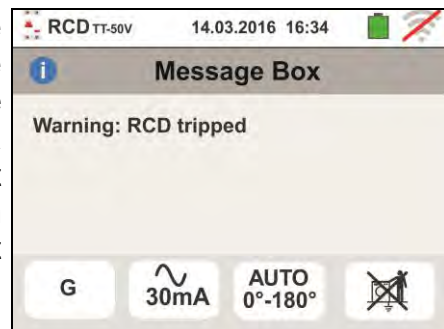 RCD TT-50V 14.03.2016 16:34
Message Box
Warning: RCD tripped
G
30mA
AUTO
0°-180°